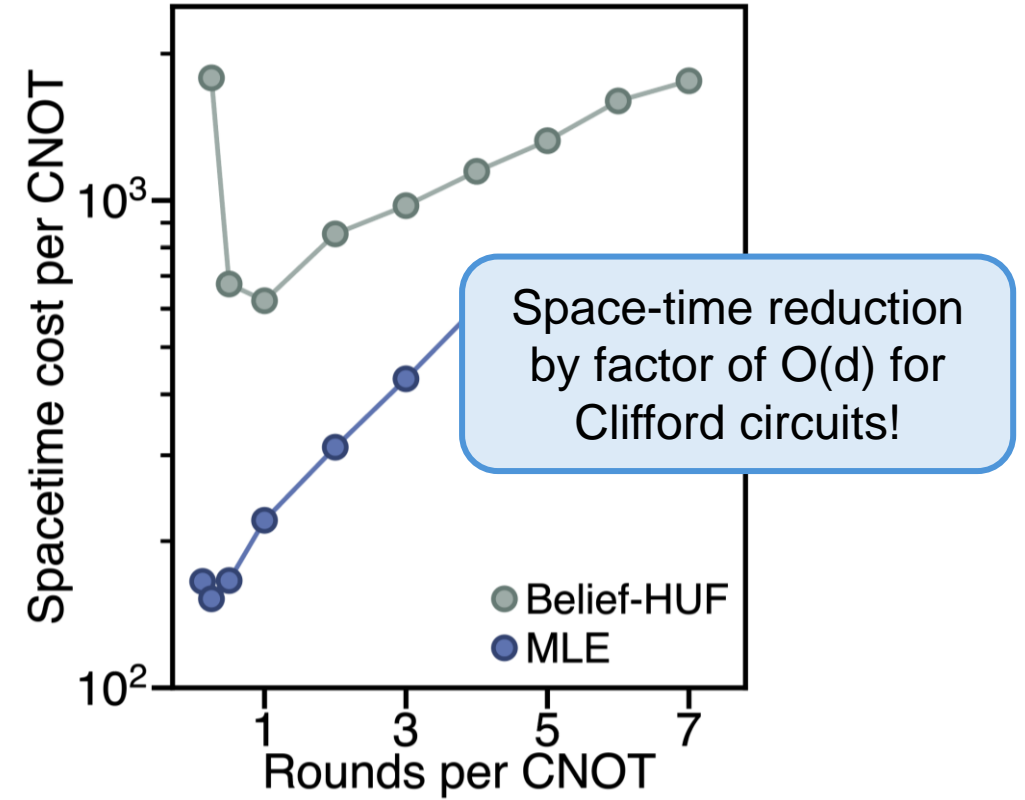 Spacetime cost per CNOT
10³
10²
Space-time reduction
by factor of O(d) for
Clifford circuits!
Belief-HUF
MLE
1 3 5 7
Rounds per CNOT